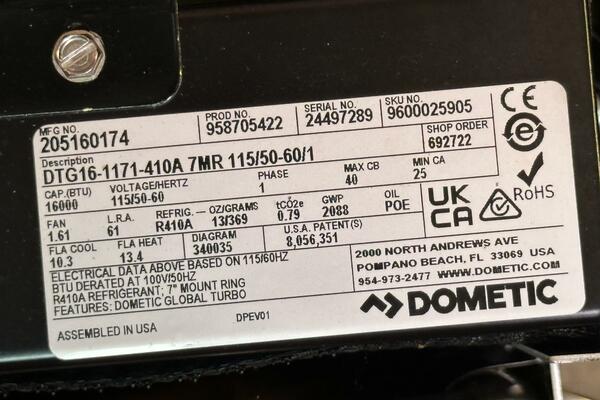 MFG NO. PROD NO. SERIAL NO. SKU NO.
205160174 958705422 24497289 9600025905
Description SHOP ORDER
DTG16-1171-410A 7MR 115/50-60/1 692722
CAP.(BTU) VOLTAGE/HERTZ PHASE MAX CB MIN CA
16000 115/50-60 1 40 25
FAN L.R.A. REFRIG.-OZ/GRAMS tCO2e GWP OIL
1.61 61 R410A 13/369 0.79 2088 POE
FLA COOL FLA HEAT DIAGRAM U.S.A. PATENT(S)
10.3 13.4 340035 8,056,351
CE
e
RoHS
UK
CA
ELECTRICAL DATA ABOVE BASED ON 115/60HZ
BTU DERATED AT 100V/50HZ
R410A REFRIGERANT; 7" MOUNT RING
FEATURES: DOMETIC GLOBAL TURBO
2000 NORTH ANDREWS AVE
POMPANO BEACH, FL 33069 USA
954-973-2477 WWW.DOMETIC.COM
DOMETIC
ASSEMBLED IN USA DPEV01